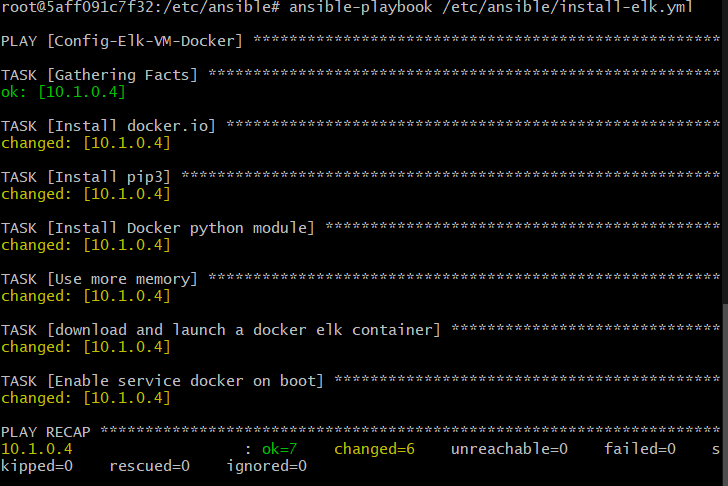 root@5aff091c7f32:/etc/ansible# ansible-playbook /etc/ansible/install-elk.yml
PLAY [Config-Elk-VM-Docker] ****************************************************
TASK [Gathering Facts] *********************************************************
ok: [10.1.0.4]
TASK [Install docker.io] *******************************************************
changed: [10.1.0.4]
TASK [Install pip3] ************************************************************
changed: [10.1.0.4]
TASK [Install Docker python module] ********************************************
changed: [10.1.0.4]
TASK [Use more memory] *********************************************************
changed: [10.1.0.4]
TASK [download and launch a docker elk container] ******************************
changed: [10.1.0.4]
TASK [Enable service docker on boot] *******************************************
changed: [10.1.0.4]
PLAY RECAP *********************************************************************
10.1.0.4                   : ok=7    changed=6    unreachable=0    failed=0    s
kipped=0    rescued=0    ignored=0